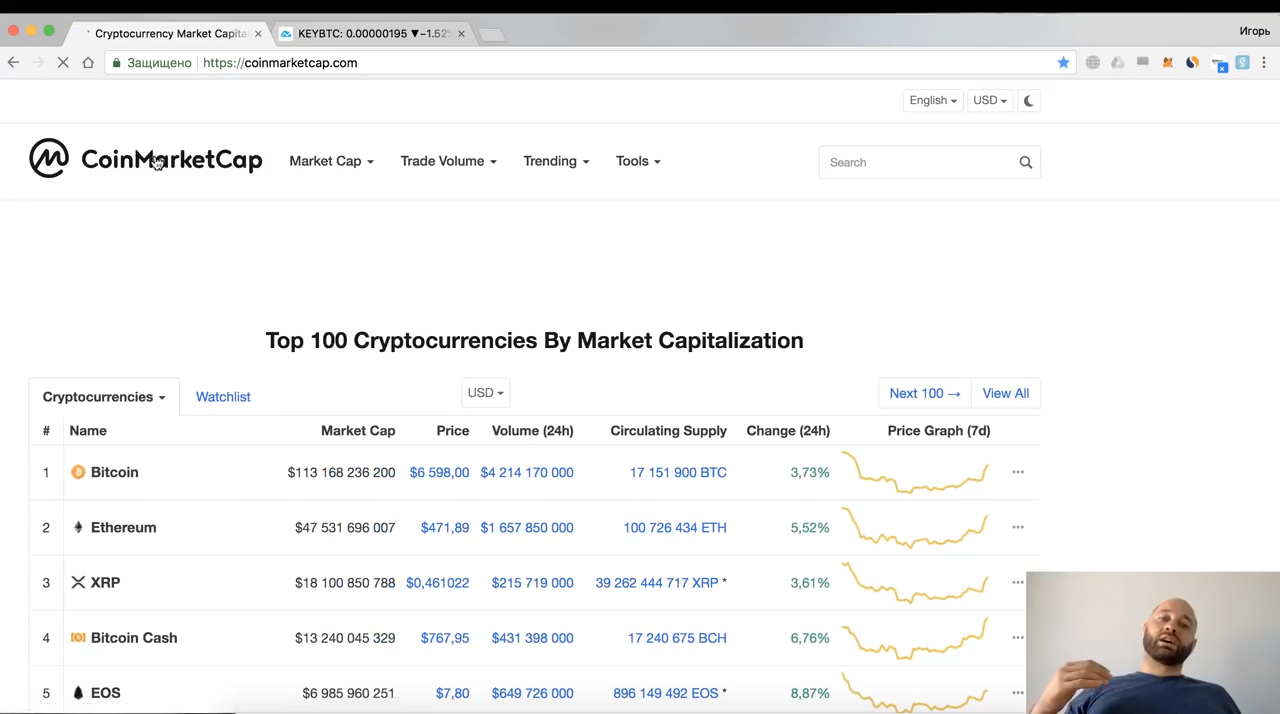 Cryptocurrency Market Capita
KEYBTC: 0.00000195 ▼−1.52%
Игорь
Защищено
https://coinmarketcap.com
English
USD
CoinMarketCap
Market Cap
Trade Volume
Trending
Tools
Search
Top 100 Cryptocurrencies By Market Capitalization
Cryptocurrencies
Watchlist
USD
Next 100 →
View All
# Name Market Cap Price Volume (24h) Circulating Supply Change (24h) Price Graph (7d)
1 Bitcoin $113 168 236 200 $6 598,00 $4 214 170 000 17 151 900 BTC 3,73%
2 Ethereum $47 531 696 007 $471,89 $1 657 850 000 100 726 434 ETH 5,52%
3 XRP $18 100 850 788 $0,461022 $215 719 000 39 262 444 717 XRP * 3,61%
4 Bitcoin Cash $13 240 045 329 $767,95 $431 398 000 17 240 675 BCH 6,76%
5 EOS $6 985 960 251 $7,80 $649 726 000 896 149 492 EOS * 8,87%